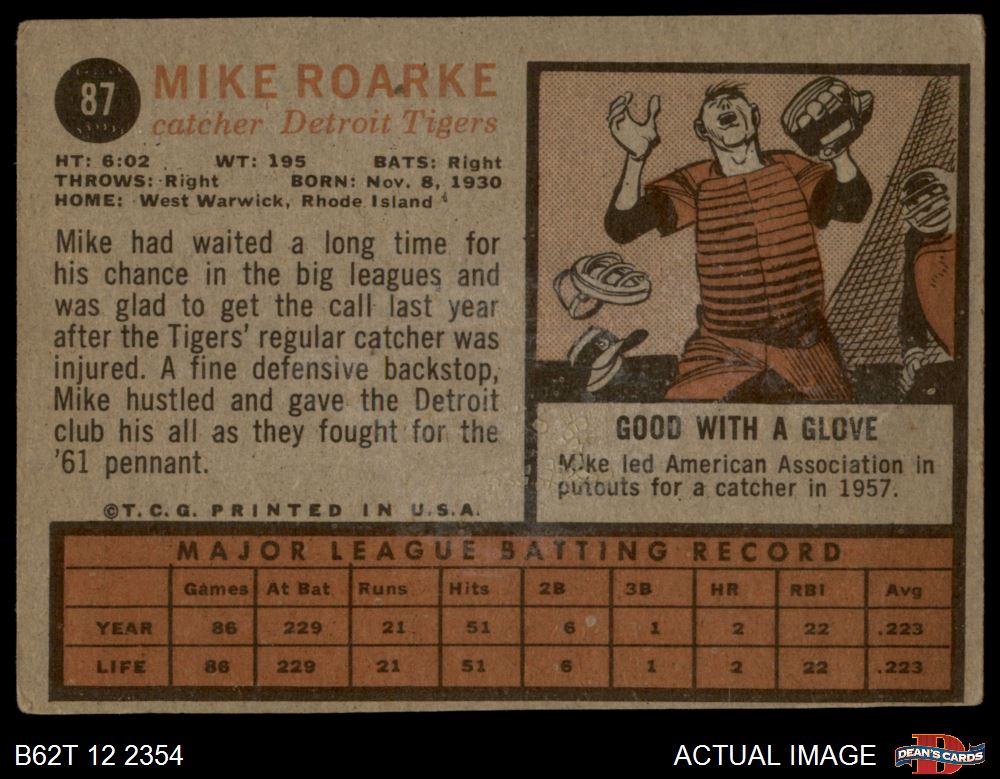 87
MIKE ROARKE
catcher Detroit Tigers
HT: 6:02 WT: 195 BATS: Right
THROWS: Right BORN: Nov. 8, 1930
HOME: West Warwick, Rhode Island
Mike had waited a long time for
his chance in the big leagues and
was glad to get the call last year
after the Tigers' regular catcher was
injured. A fine defensive backstop,
Mike hustled and gave the Detroit
club his all as they fought for the
'61 pennant.
©T.C.G. PRINTED IN U.S.A.
GOOD WITH A GLOVE
Mike led American Association in
putouts for a catcher in 1957.
MAJOR LEAGUE BATTING RECORD
Games At Bat Runs Hits 2B 3B HR RBI Avg
YEAR 86 229 21 51 6 1 2 22 .223
LIFE 86 229 21 51 6 1 2 22 .223
B62T 12 2354
ACTUAL IMAGE
D
DEAN'S CARDS